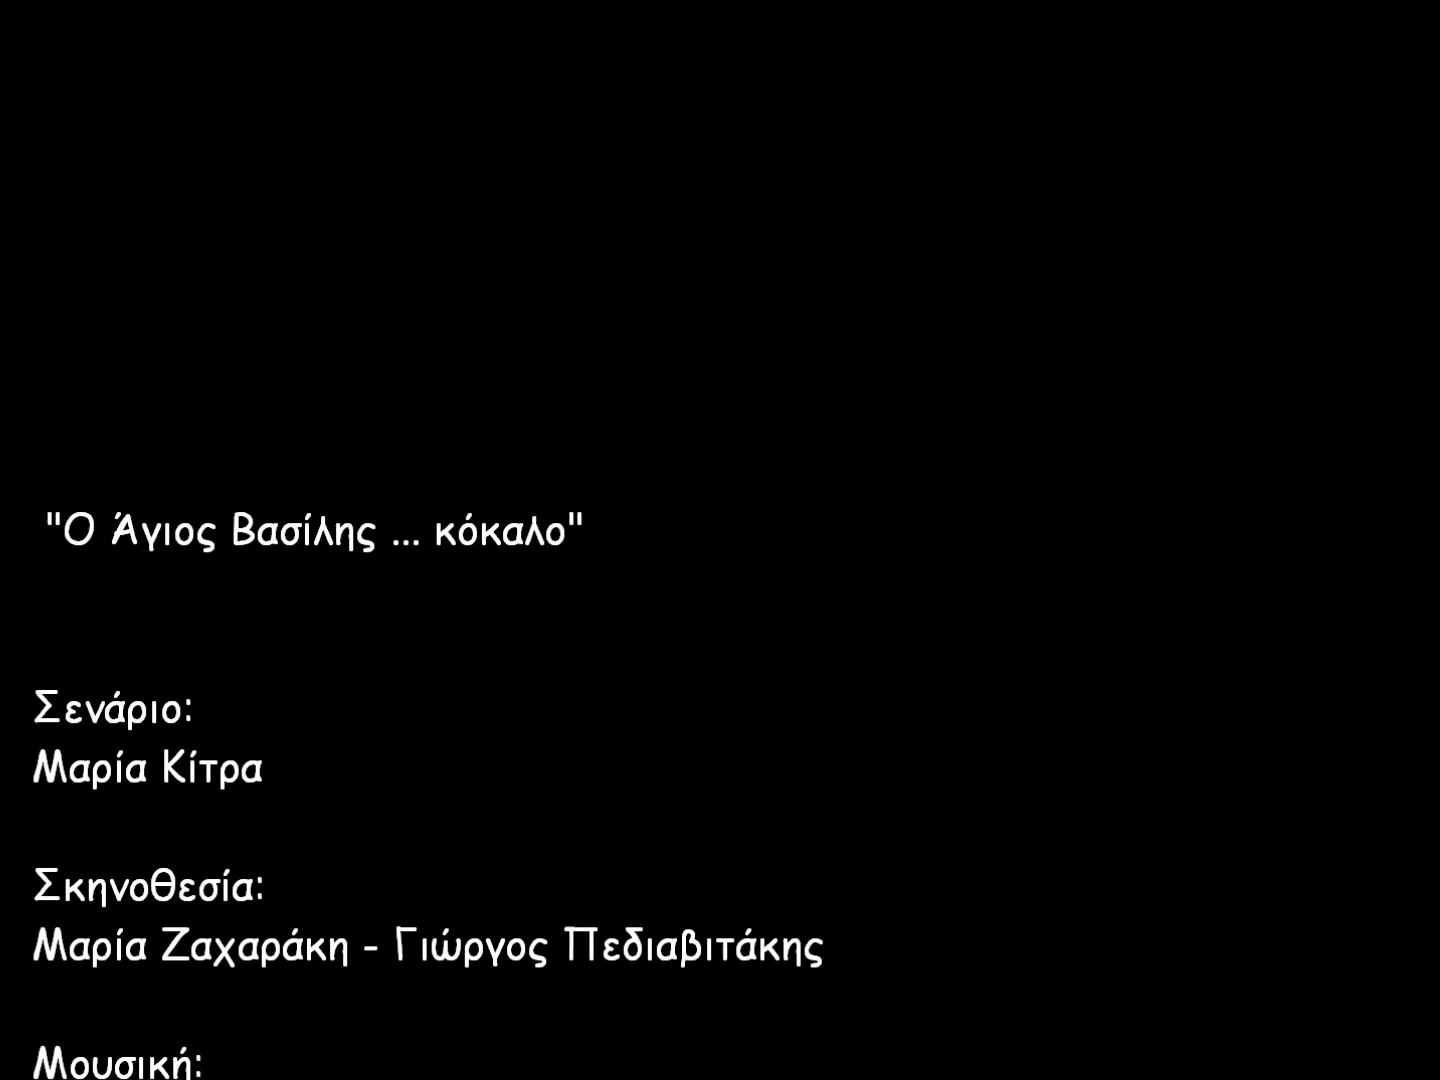 "Ο Άγιος Βασίλης ... κόκαλο"
Σενάριο:
Μαρία Κίτρα
Σκηνοθεσία:
Μαρία Ζαχαράκη - Γιώργος Πεδιαβιτάκης
Μουσική: